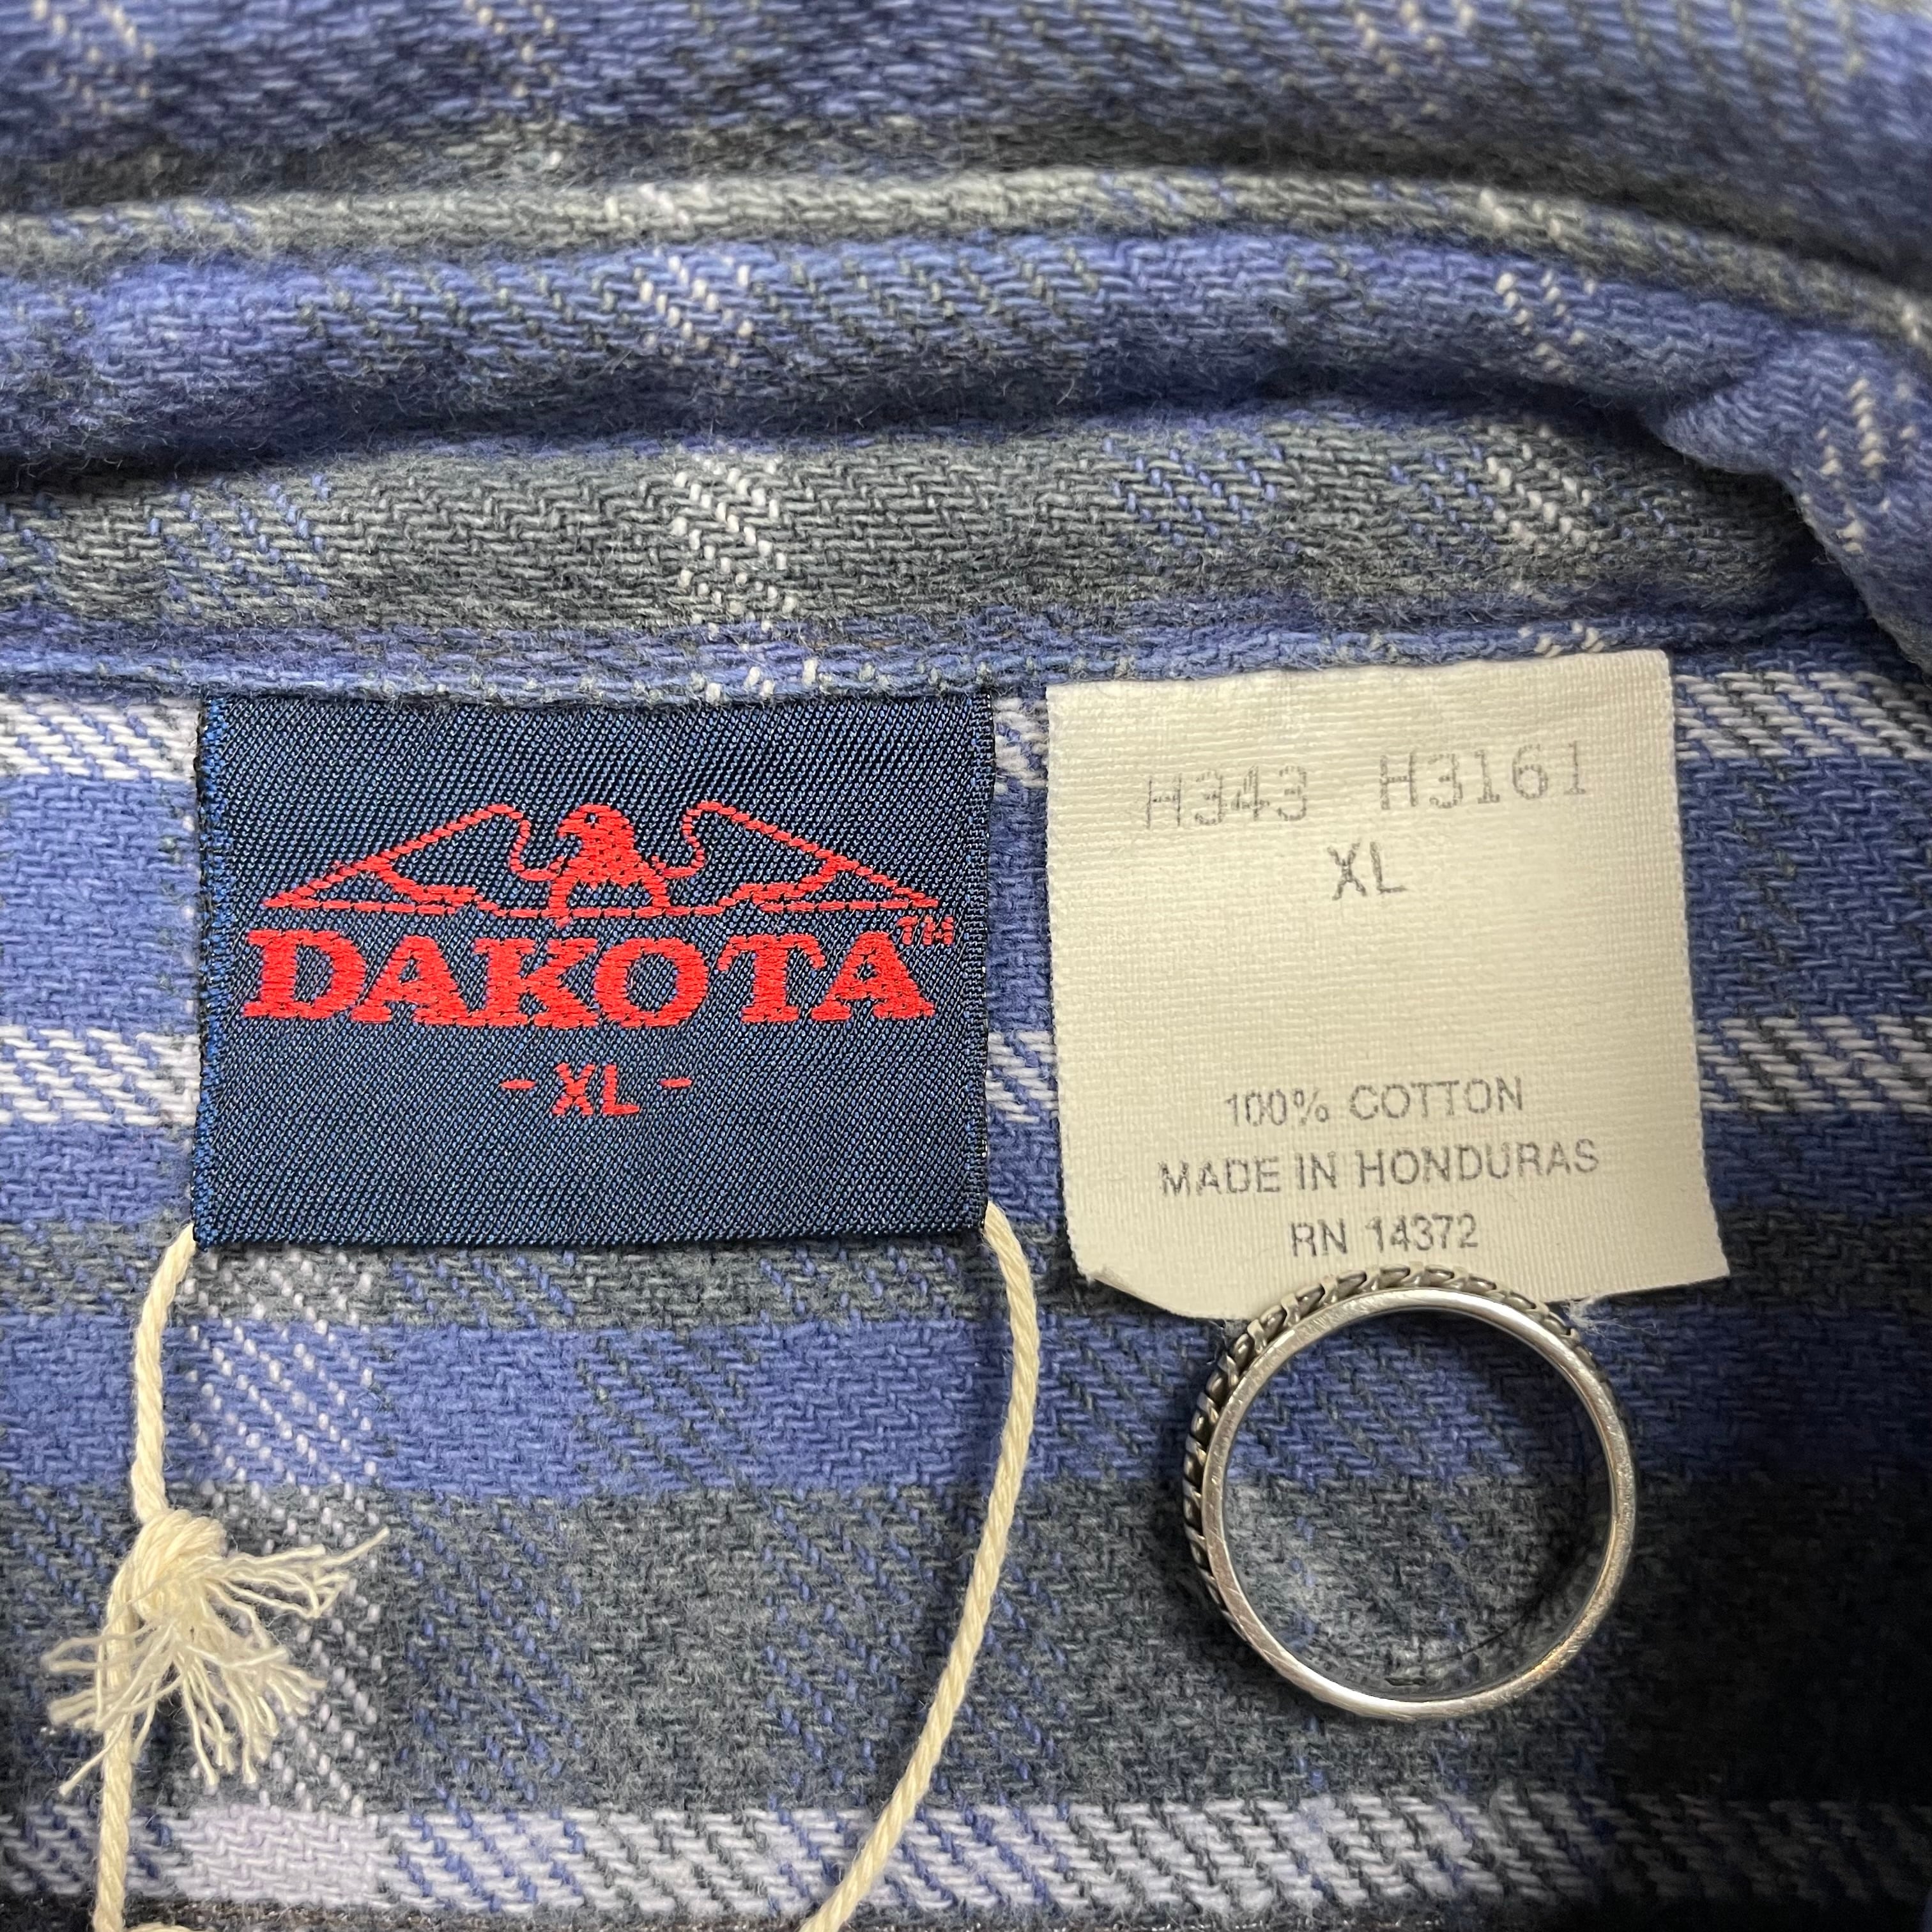 DAKOTA™
- XL -
H343 H3161
XL
100% COTTON
MADE IN HONDURAS
RN 14372